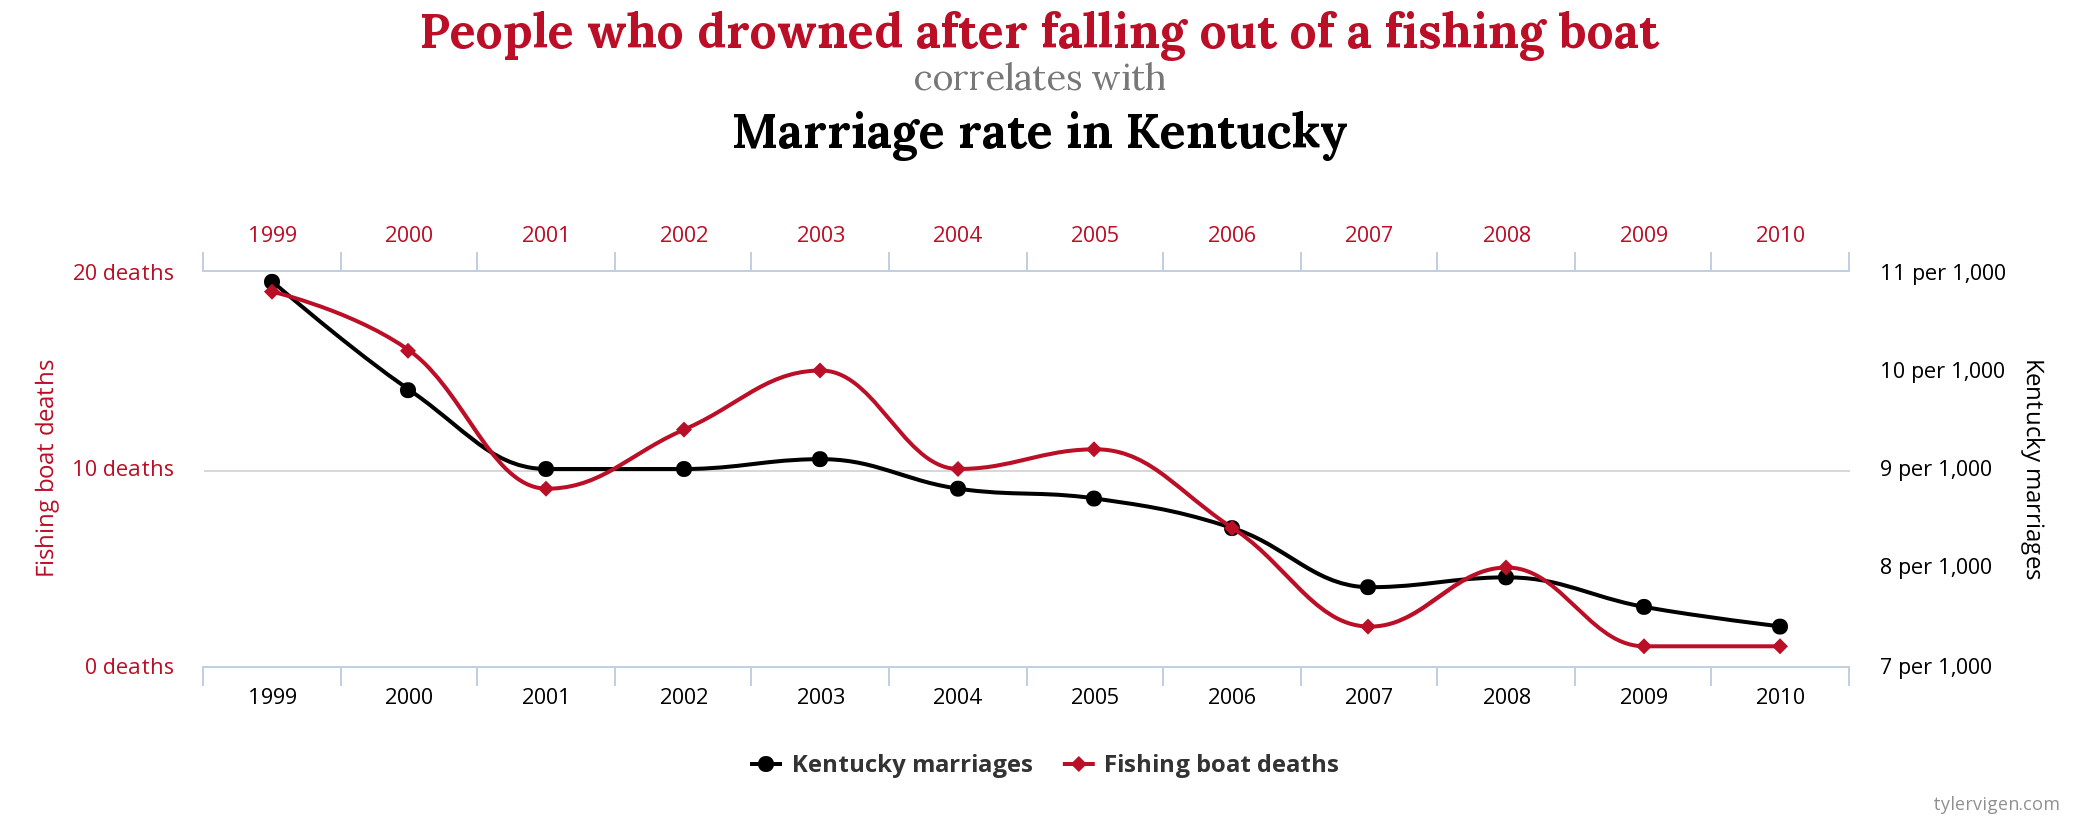 People who drowned after falling out of a fishing boat
correlates with
Marriage rate in Kentucky
1999 2000 2001 2002 2003 2004 2005 2006 2007 2008 2009 2010
20 deaths
10 deaths
0 deaths
Fishing boat deaths
11 per 1,000
10 per 1,000
9 per 1,000
8 per 1,000
7 per 1,000
Kentucky marriages
1999 2000 2001 2002 2003 2004 2005 2006 2007 2008 2009 2010
Kentucky marriages Fishing boat deaths
tylervigen.com